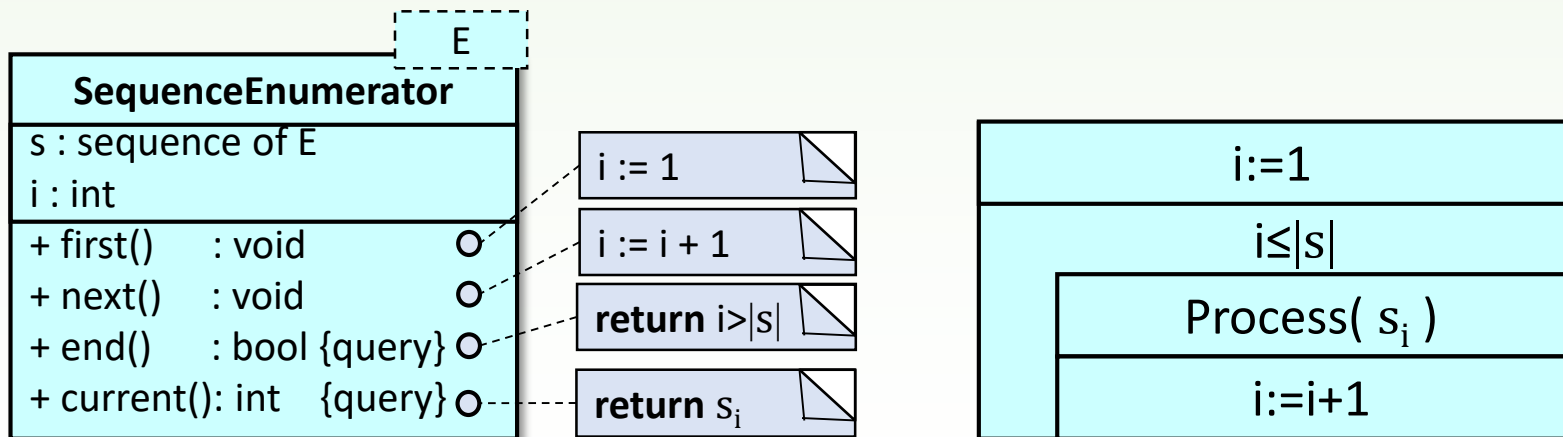 E
SequenceEnumerator
s : sequence of E
i : int
+ first() : void
+ next() : void
+ end() : bool {query}
+ current(): int {query}
i := 1
i := i + 1
return i>|s|
return sᵢ
i:=1
i≤|s|
Process( sᵢ )
i:=i+1